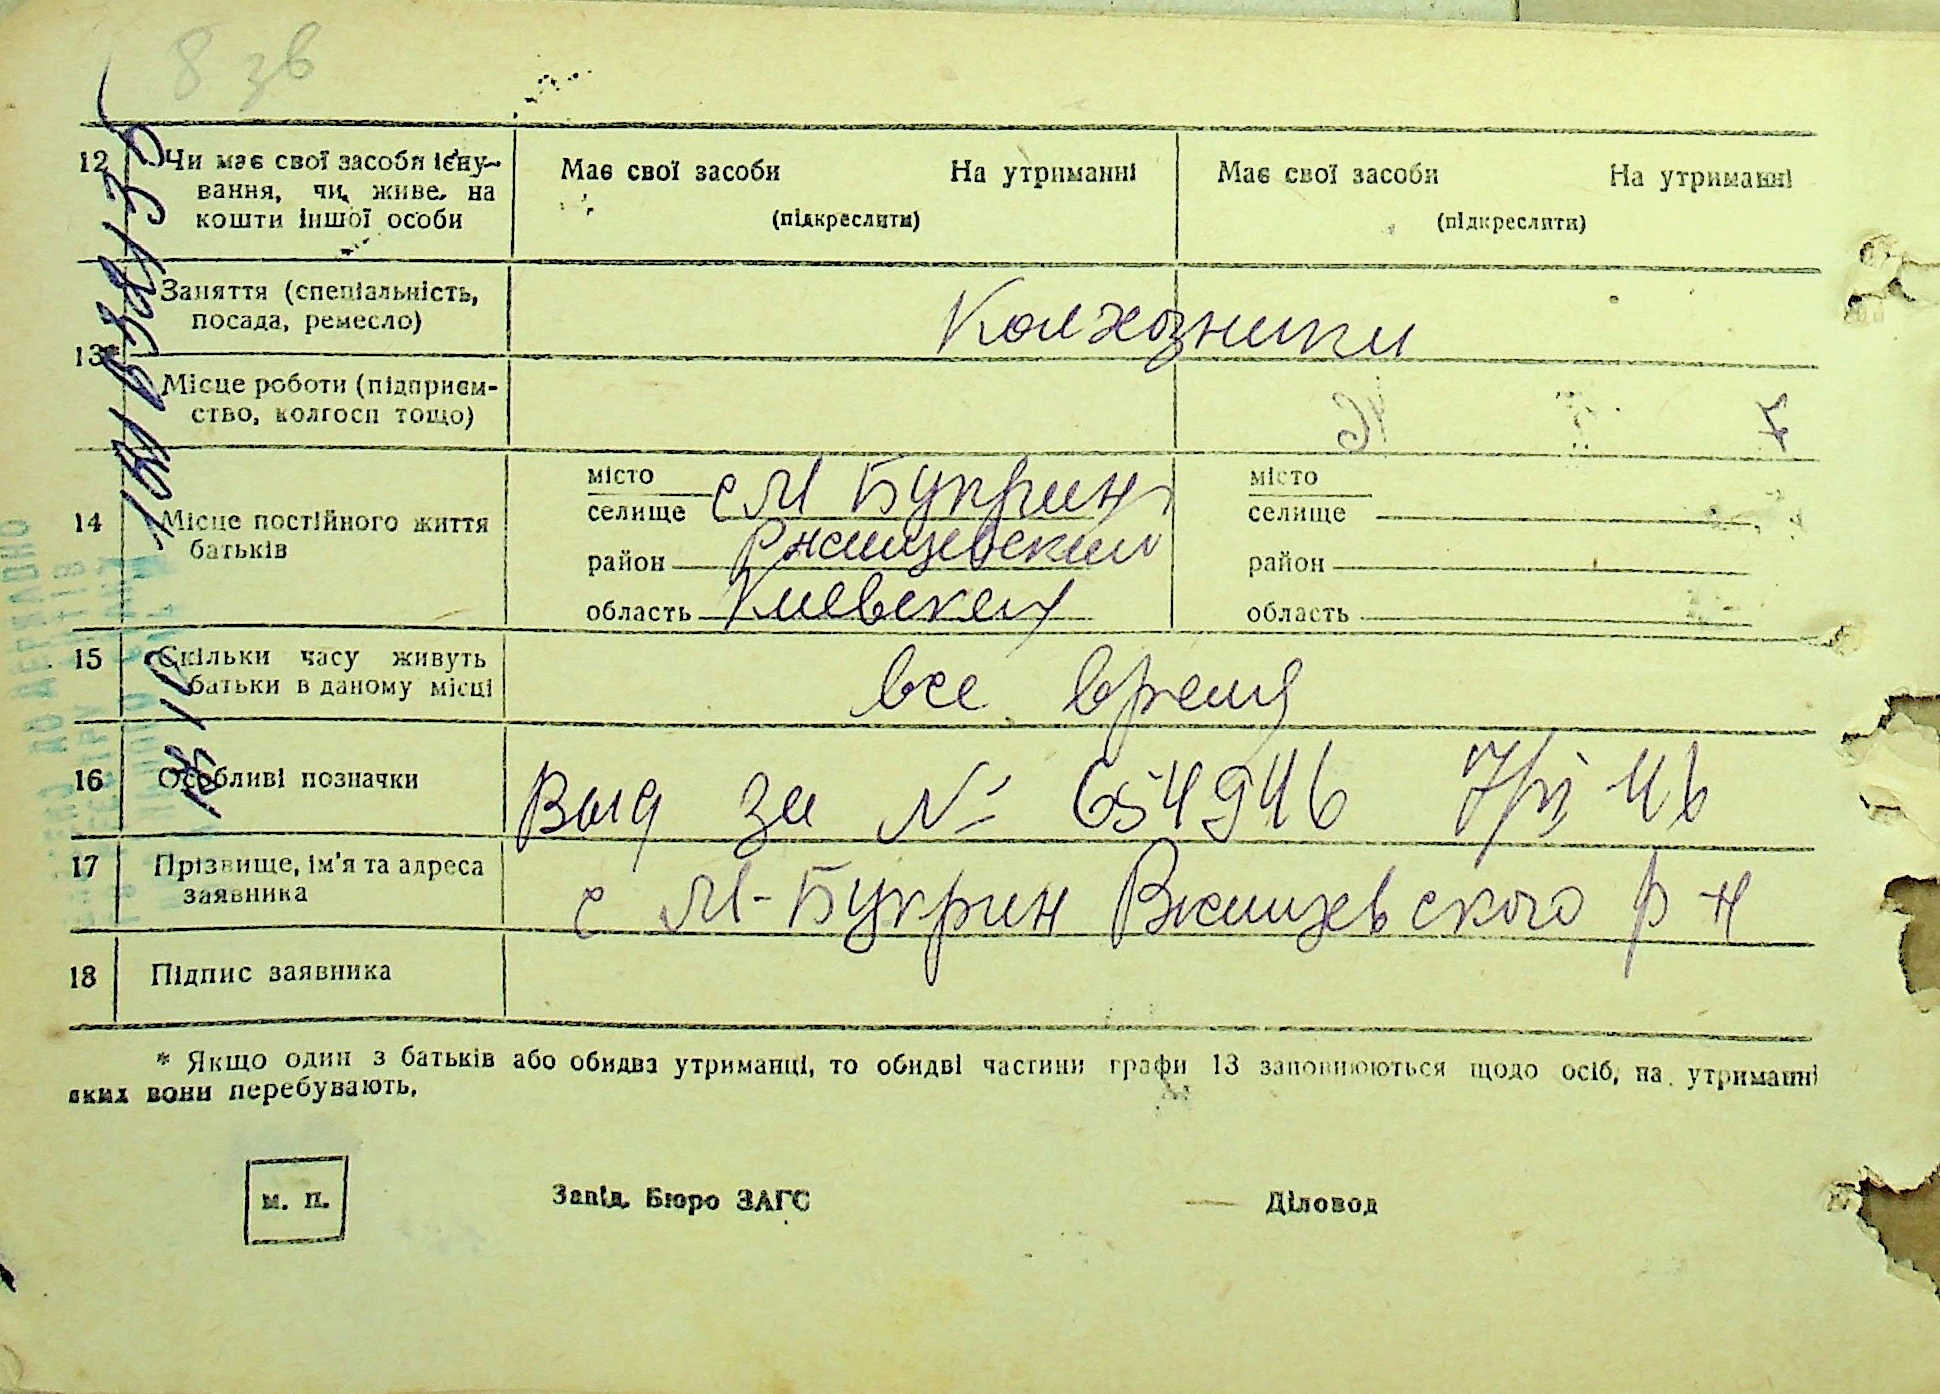 8 зв
12 Чи має свої засоби існу-
вання, чи живе на
кошти іншої особи
Має свої засоби На утриманні
(підкреслити)
Має свої засоби На утриманні
(підкреслити)
13*
Заняття (спеціальність,
посада, ремесло)
Колхозники
Місце роботи (підприєм-
ство, колгосп тощо)
14 Місце постійного життя
батьків
місто
селище с М Букрин
район Ржищевский
область Киевская
місто
селище
район
область
15 Скільки часу живуть
батьки в даному місці
все время
16 Особливі позначки
Выд за № 654946 46
17 Прізвище, ім'я та адреса
заявника
с М-Букрин Ржищевского р-н
18 Підпис заявника
* Якщо один з батьків або обидва утриманці, то обидві частини графи 13 заповнюються щодо осіб, на утриманні
яких вони перебувають.
м. п.
Завід. Бюро ЗАГС
Діловод